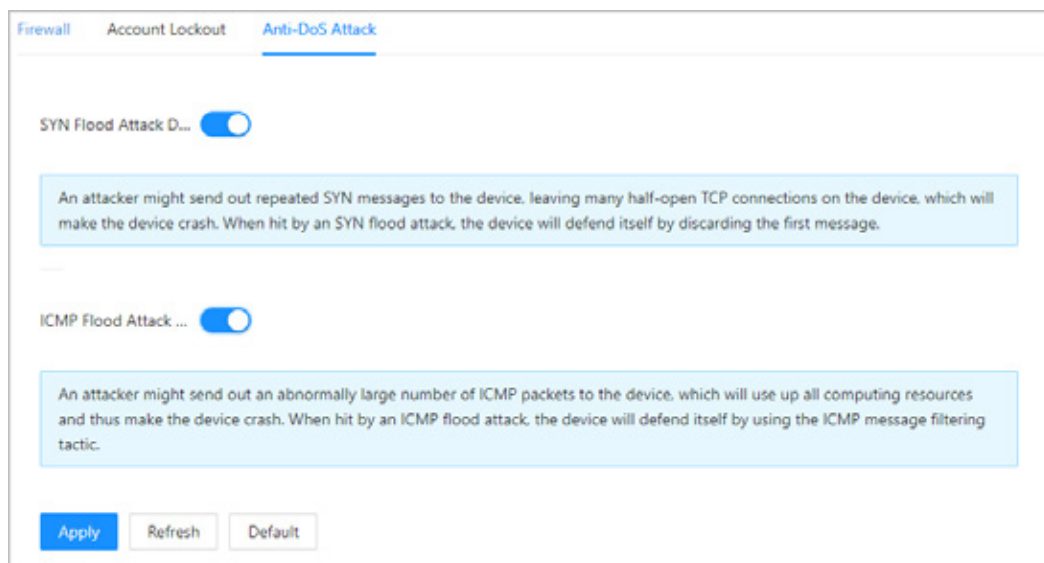 Firewall Account Lockout Anti-DoS Attack
SYN Flood Attack D...
An attacker might send out repeated SYN messages to the device, leaving many half-open TCP connections on the device, which will
make the device crash. When hit by an SYN flood attack, the device will defend itself by discarding the first message.
ICMP Flood Attack ...
An attacker might send out an abnormally large number of ICMP packets to the device, which will use up all computing resources
and thus make the device crash. When hit by an ICMP flood attack, the device will defend itself by using the ICMP message filtering
tactic.
Apply Refresh Default